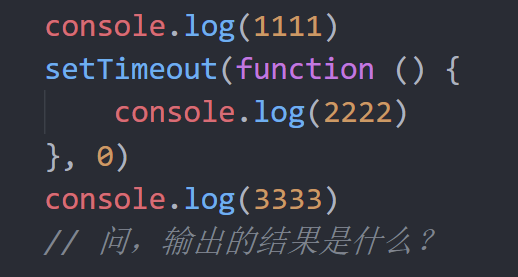 console.log(1111)
setTimeout(function () {
    console.log(2222)
}, 0)
console.log(3333)
// 问，输出的结果是什么？